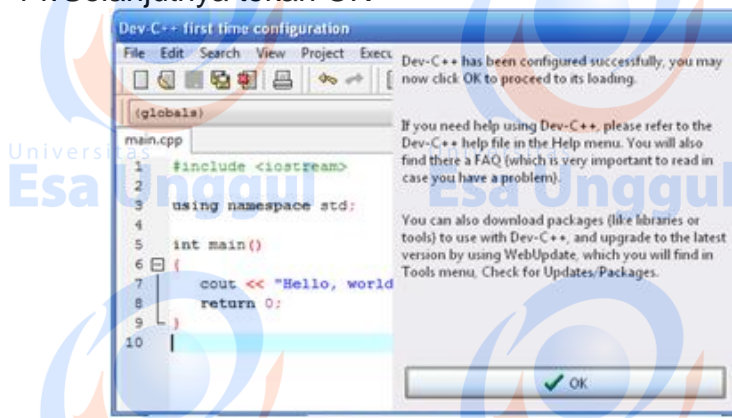 Selanjutnya tekan OK
Dev-C++ first time configuration
File Edit Search View Project Execu
(globals)
main.cpp
1 #include <iostream>
2
3 using namespace std;
4
5 int main()
6 {
7 cout << "Hello, world
8 return 0;
9 }
10
Dev-C++ has been configured successfully, you may
now click OK to proceed to its loading.
If you need help using Dev-C++, please refer to the
Dev-C++ help file in the Help menu. You will also
find there a FAQ (which is very important to read in
case you have a problem).
You can also download packages (like libraries or
tools) to use with Dev-C++, and upgrade to the latest
version by using WebUpdate, which you will find in
Tools menu, Check for Updates/Packages.
OK
Universitas
Esa Unggul
Esa Unggul